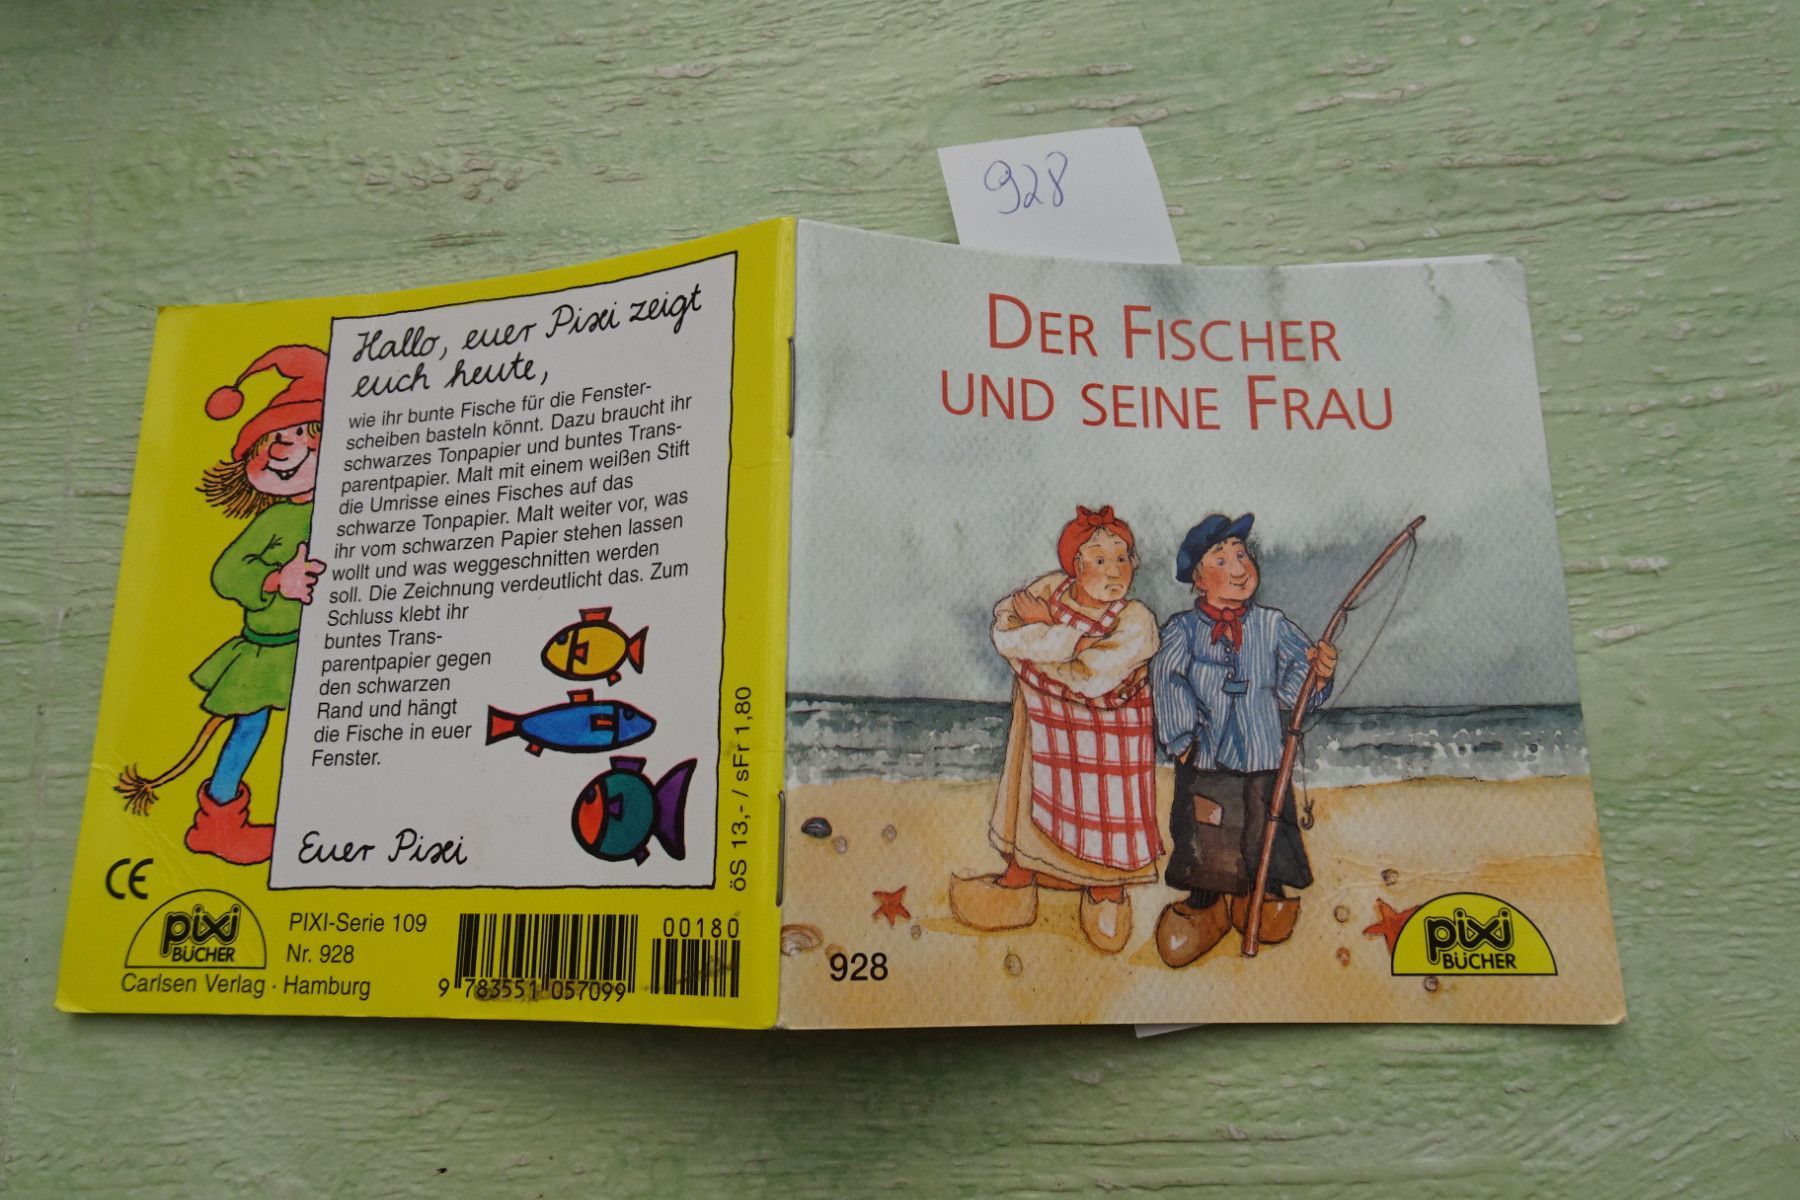 928
Hallo, euer Pixi zeigt
euch heute,
wie ihr bunte Fische für die Fenster-
scheiben basteln könnt. Dazu braucht ihr
schwarzes Tonpapier und buntes Trans-
parentpapier. Malt mit einem weißen Stift
die Umrisse eines Fisches auf das
schwarze Tonpapier. Malt weiter vor, was
ihr vom schwarzen Papier stehen lassen
wollt und was weggeschnitten werden
soll. Die Zeichnung verdeutlicht das. Zum
Schluss klebt ihr
buntes Trans-
parentpapier gegen
den schwarzen
Rand und hängt
die Fische in euer
Fenster.
Euer Pixi
CE
pixi
BÜCHER
PIXI-Serie 109
Nr. 928
Carlsen Verlag · Hamburg
9 783551 057099
00180
öS 13,- / sFr 1,80
DER FISCHER
UND SEINE FRAU
928
pixi
BÜCHER